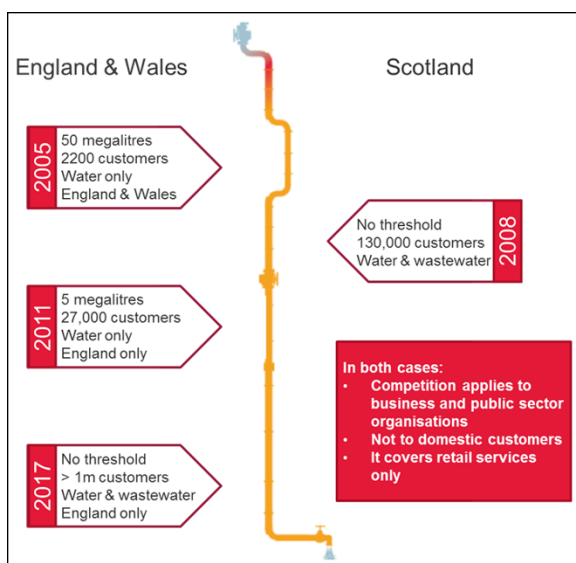 England & Wales
Scotland
2005
50 megalitres
2200 customers
Water only
England & Wales
No threshold
130,000 customers
Water & wastewater
2008
2011
5 megalitres
27,000 customers
Water only
England only
In both cases:
• Competition applies to
business and public sector
organisations
• Not to domestic customers
• It covers retail services
only
2017
No threshold
> 1m customers
Water & wastewater
England only